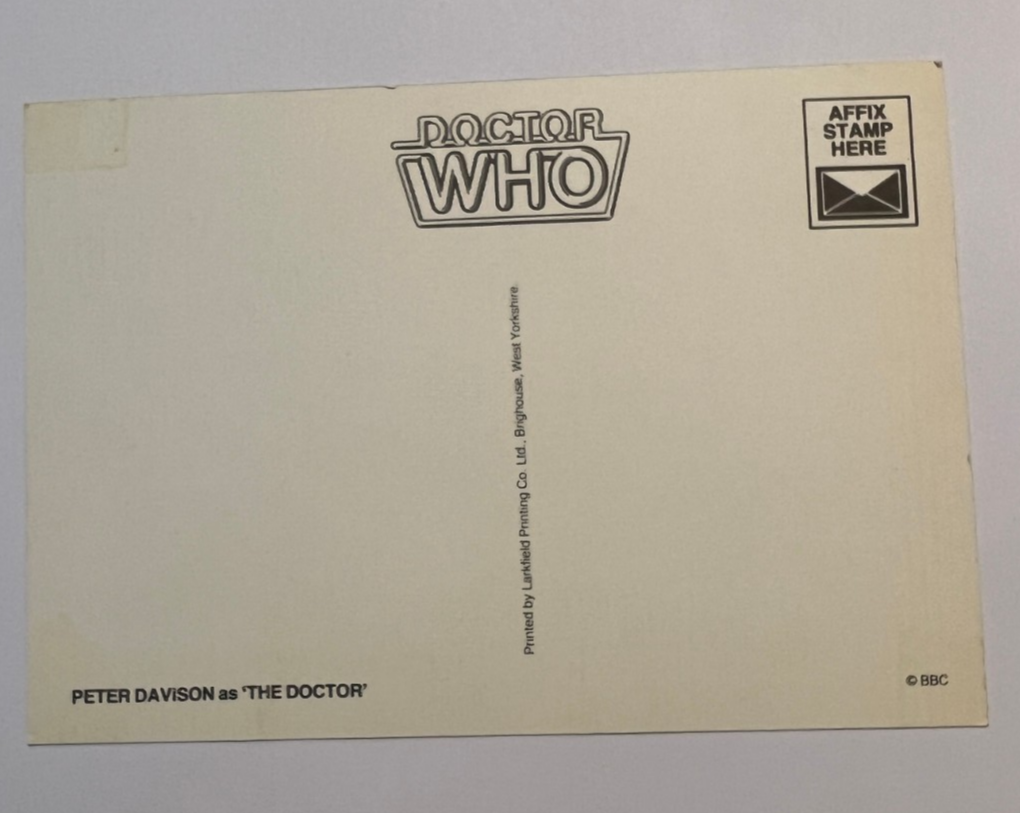 DOCTOR
WHO
AFFIX
STAMP
HERE
Printed by Larkfield Printing Co. Ltd., Brighouse, West Yorkshire.
PETER DAViSON as ‘THE DOCTOR’
© BBC